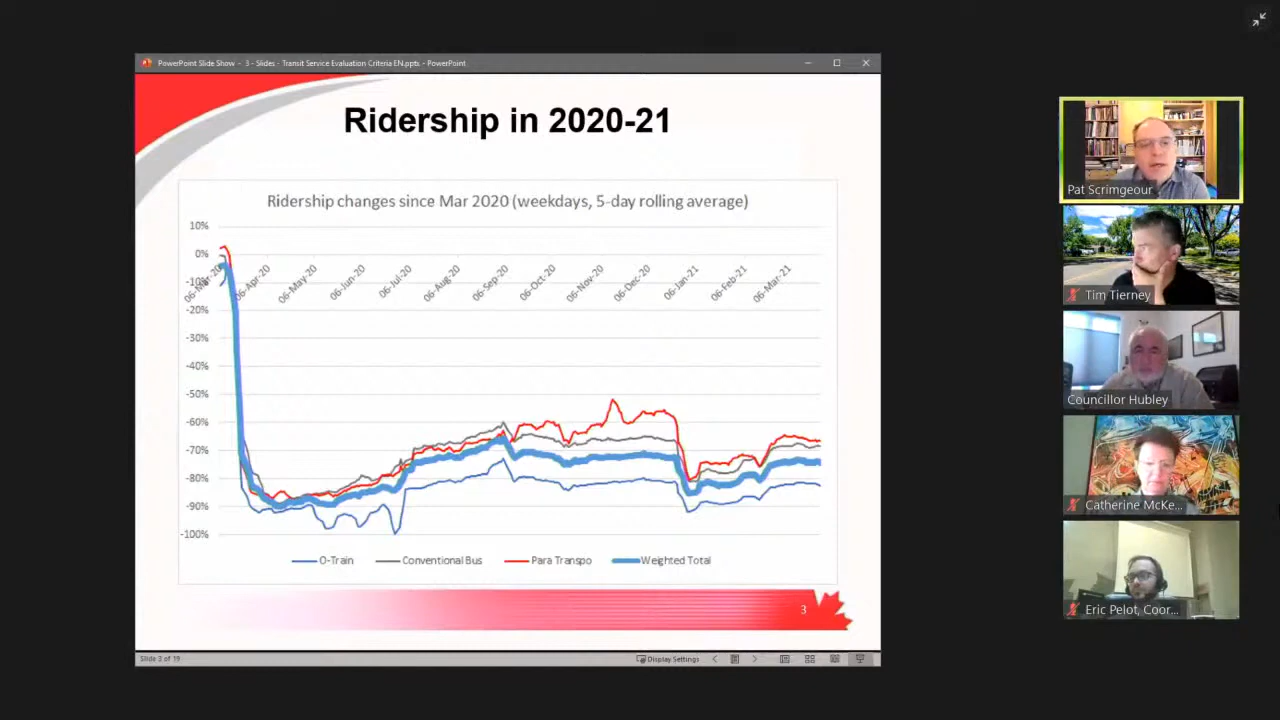 PowerPoint Slide Show - 3 - Slides - Transit Service Evaluation Criteria EN.ppts - PowerPoint
Ridership in 2020-21
Ridership changes since Mar 2020 (weekdays, 5-day rolling average)
10%
0%
-10%
-20%
-30%
-40%
-50%
-60%
-70%
-80%
-90%
-100%
06-Mar-20
06-Apr-20
06-May-20
06-Jun-20
06-Jul-20
06-Aug-20
06-Sep-20
06-Oct-20
06-Nov-20
06-Dec-20
06-Jan-21
06-Feb-21
06-Mar-21
O-Train Conventional Bus Para Transpo Weighted Total
3
Slide 3 of 19
Display Settings
Pat Scrimgeour
Tim Tierney
Councillor Hubley
Catherine McKe...
Eric Pelot, Coor...